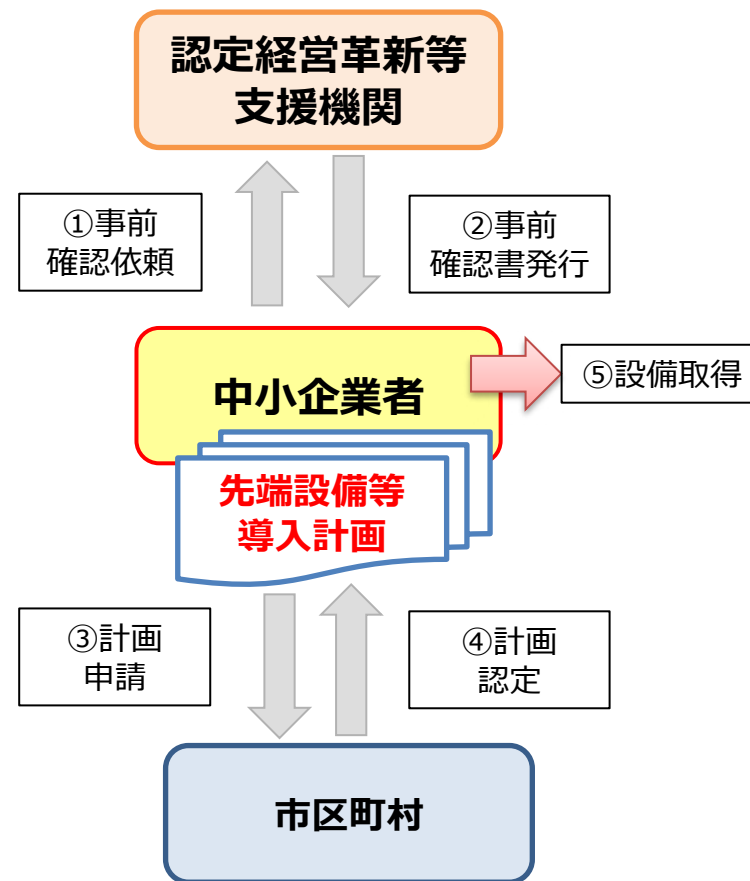 認定経営革新等
支援機関
①事前
確認依頼
②事前
確認書発行
中小企業者
⑤設備取得
先端設備等
導入計画
③計画
申請
④計画
認定
市区町村